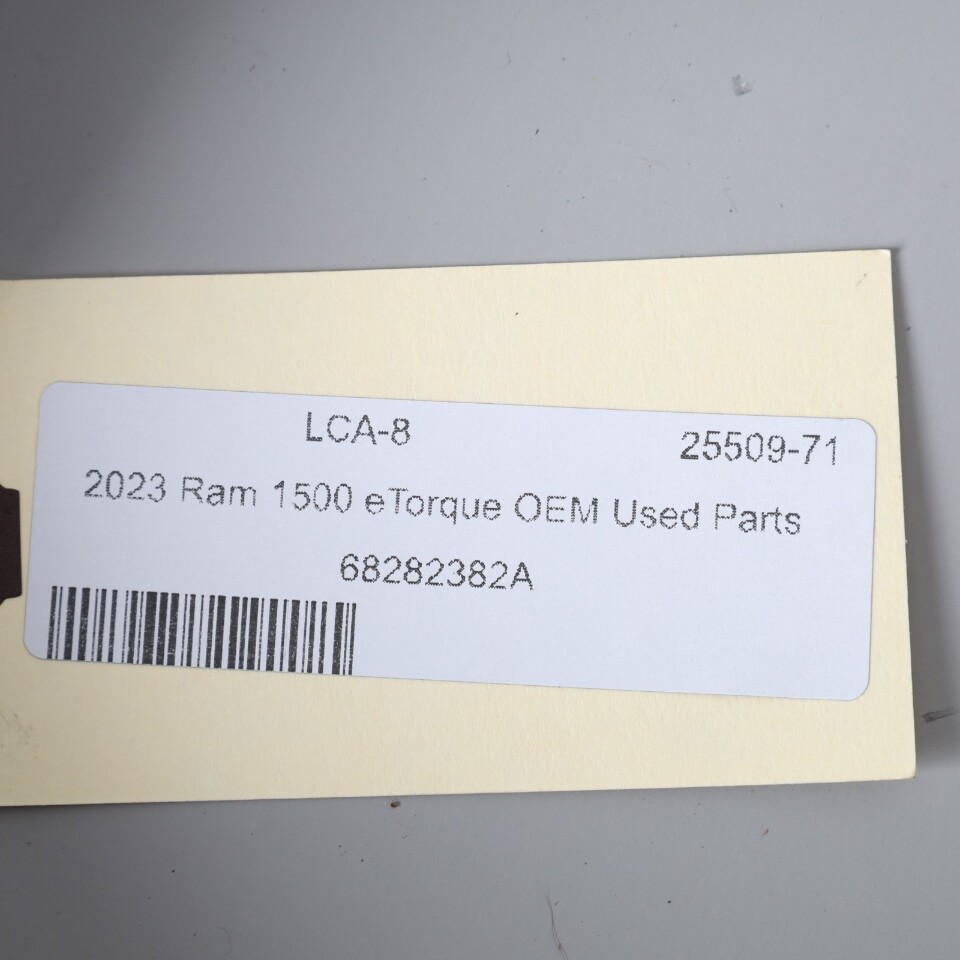 LCA-8 25509-71
2023 Ram 1500 eTorque OEM Used Parts
68282382A